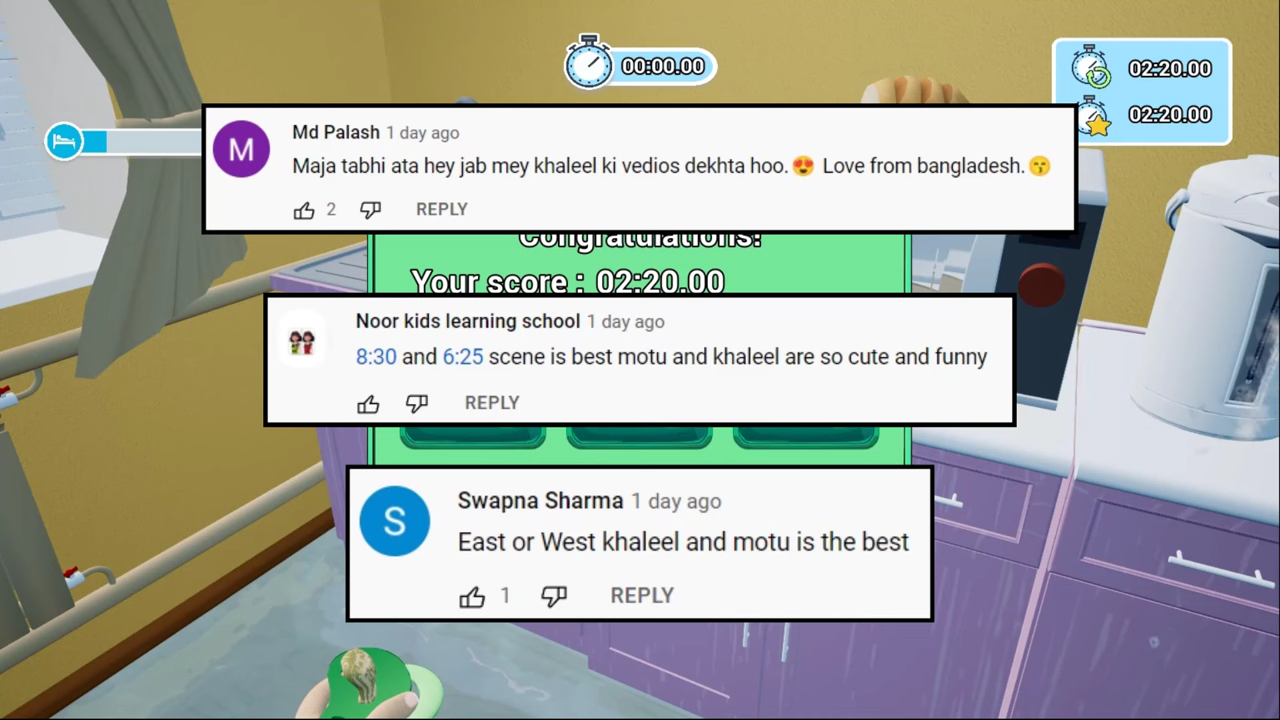 00:00.00
02:20.00
02:20.00
M
Md Palash 1 day ago
Maja tabhi ata hey jab mey khaleel ki vedios dekhta hoo.😍 Love from bangladesh.😙
2 REPLY
Congratulations!
Your score : 02:20.00
Noor kids learning school 1 day ago
8:30 and 6:25 scene is best motu and khaleel are so cute and funny
REPLY
S
Swapna Sharma 1 day ago
East or West khaleel and motu is the best
1 REPLY